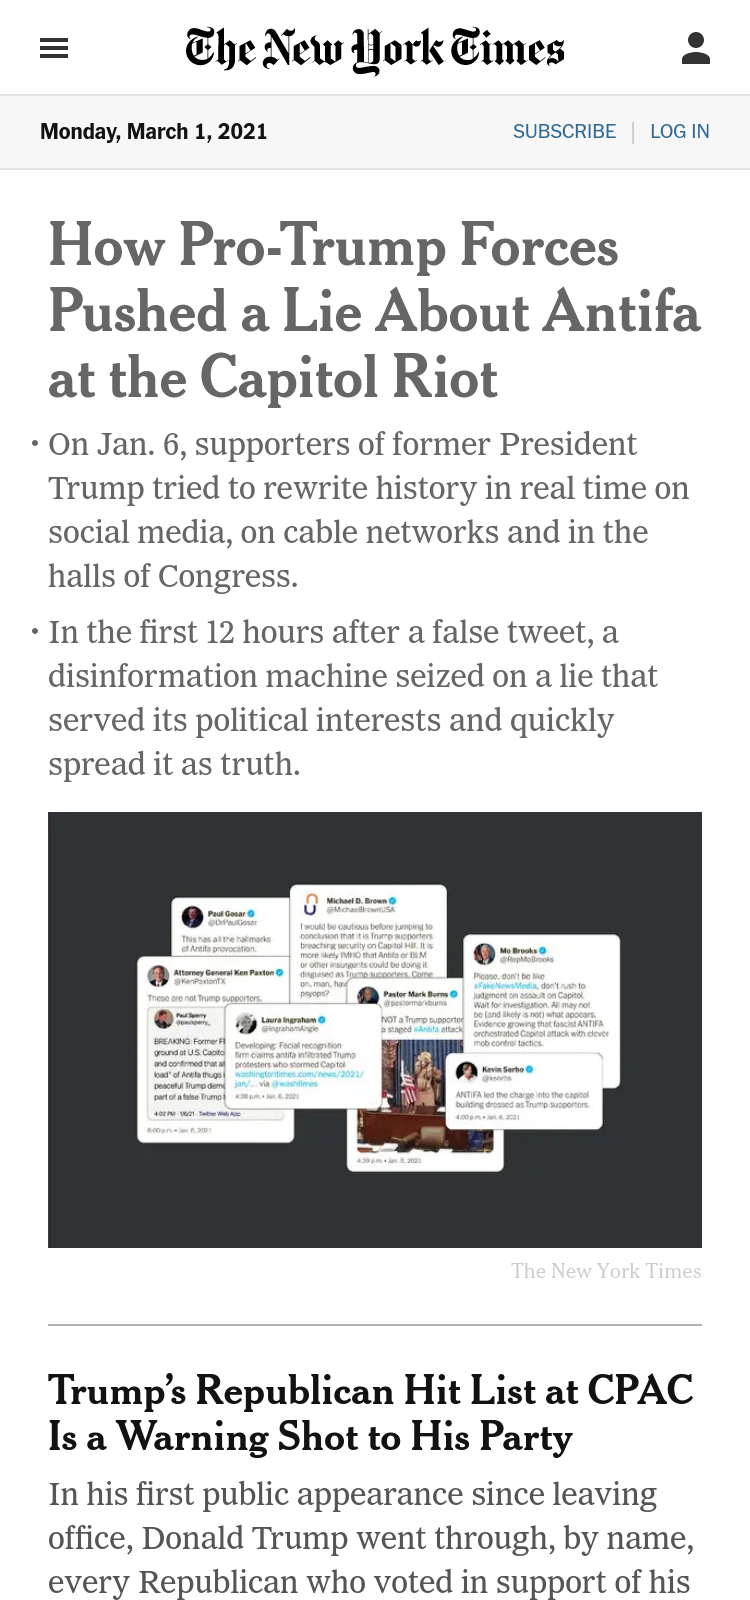 The New York Times
Monday, March 1, 2021
SUBSCRIBE
LOG IN
How Pro-Trump Forces
Pushed a Lie About Antifa
at the Capitol Riot
• On Jan. 6, supporters of former President
Trump tried to rewrite history in real time on
social media, on cable networks and in the
halls of Congress.
• In the first 12 hours after a false tweet, a
disinformation machine seized on a lie that
served its political interests and quickly
spread it as truth.
Paul Gosar
@DrPaulGosar
This has all the hallmarks
of Antifa provocation.
Attorney General Ken Paxton
@KenPaxtonTX
These are not Trump supporters.
Paul Sperry
@paulsperry_
BREAKING: Former F
ground at U.S. Capito
and confirmed that at
load" of Antifa thugs
peaceful Trump dem
part of a false Trump
4:02 PM · 1/6/21 · Twitter Web App
6:00 p.m. • Jan. 6, 2021
Michael D. Brown
@MichaelBrownUSA
I would be cautious before jumping to
conclusion that it is Trump supporters
breaching security on Capitol Hill. It is
more likely IMHO that Antifa or BLM
or other insurgents could be doing it
disguised as Trump supporters. Come
on, man, hav
psyops?
Laura Ingraham
@IngrahamAngle
Developing: Facial recognition
firm claims antifa infiltrated Trump
protesters who stormed Capitol
washingtontimes.com/news/2021/
jan/... via @washtimes
4:38 p.m. • Jan. 6, 2021
Pastor Mark Burns
@pastormarkburns
NOT a Trump supporter
a staged #Antifa attack
4:39 p.m. • Jan. 6, 2021
Mo Brooks
@RepMoBrooks
Please, don't be like
#FakeNewsMedia, don't rush to
judgment on assault on Capitol.
Wait for investigation. All may not
be (and likely is not) what appears.
Evidence growing that fascist ANTIFA
orchestrated Capitol attack with clever
mob control tactics.
Kevin Sorbo
@ksorbs
ANTIFA led the charge into the capitol
building dressed as Trump supporters.
4:00 p.m. • Jan. 6, 2021
The New York Times
Trump's Republican Hit List at CPAC
Is a Warning Shot to His Party
In his first public appearance since leaving
office, Donald Trump went through, by name,
every Republican who voted in support of his